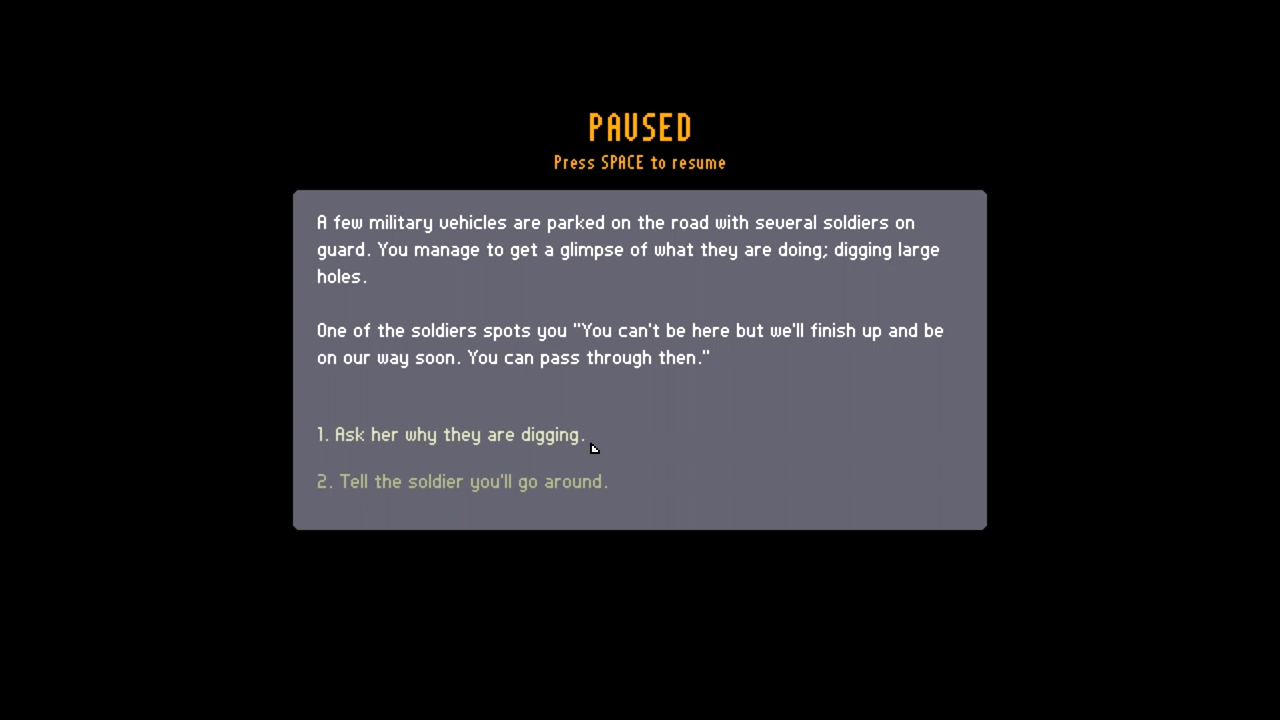 PAUSED
Press SPACE to resume
A few military vehicles are parked on the road with several soldiers on
guard. You manage to get a glimpse of what they are doing; digging large
holes.
One of the soldiers spots you "You can't be here but we'll finish up and be
on our way soon. You can pass through then."
1. Ask her why they are digging.
2. Tell the soldier you'll go around.